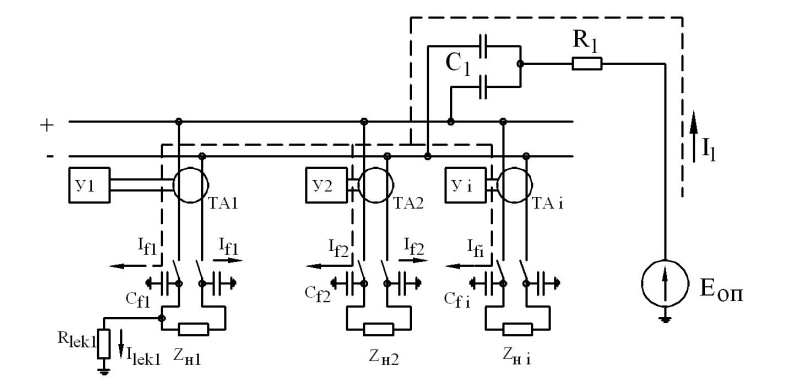 C1 R1
+
I1
-
У1 У2 У i
TA1 TA2 TA i
If1 If1 If2 If2 Ifi
Eоп
Cf1 Cf2 Cf i
Rlek1 Ilek1 Zн1 Zн2 Zн i